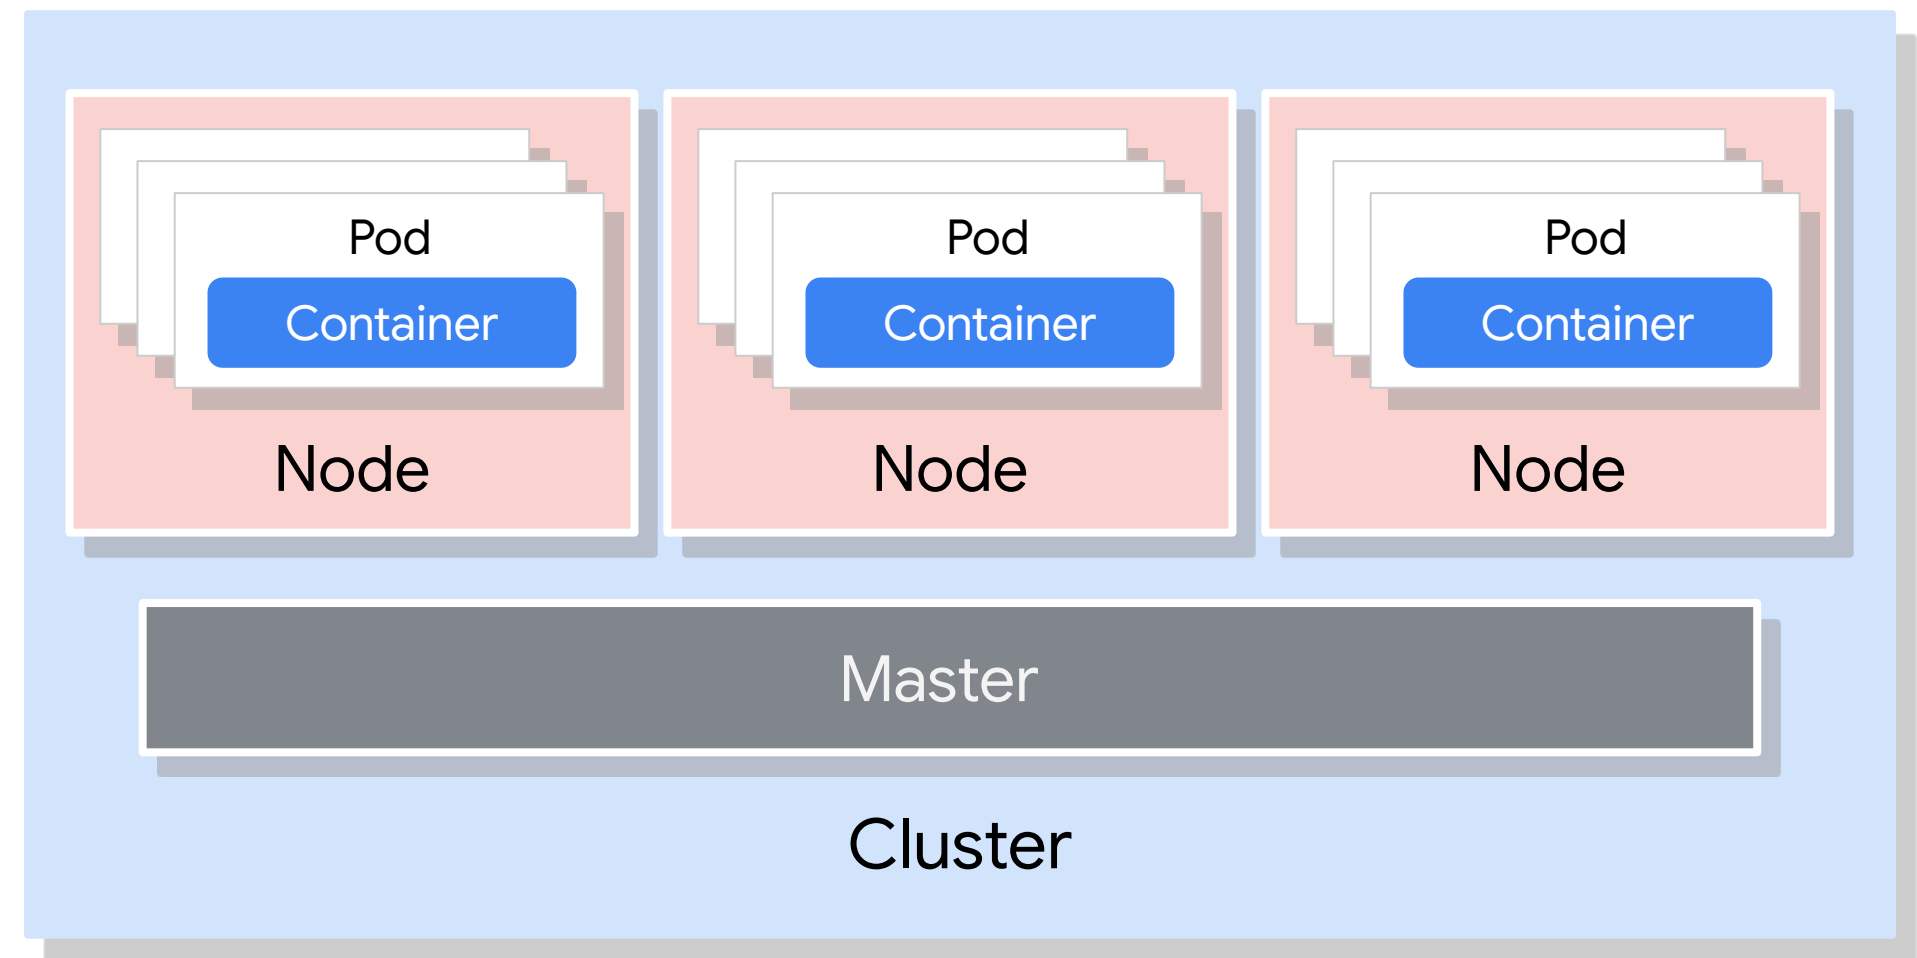 Pod
Container
Node
Pod
Container
Node
Pod
Container
Node
Master
Cluster